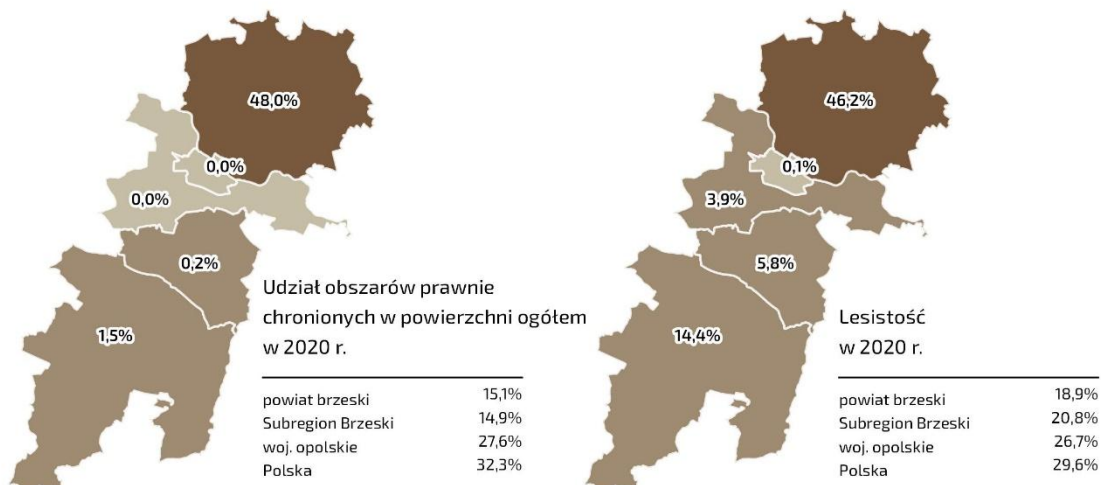 48,0%
0,0%
0,0%
0,2%
1,5%
Udział obszarów prawnie
chronionych w powierzchni ogółem
w 2020 r.
powiat brzeski 15,1%
Subregion Brzeski 14,9%
woj. opolskie 27,6%
Polska 32,3%
46,2%
0,1%
3,9%
5,8%
14,4%
Lesistość
w 2020 r.
powiat brzeski 18,9%
Subregion Brzeski 20,8%
woj. opolskie 26,7%
Polska 29,6%